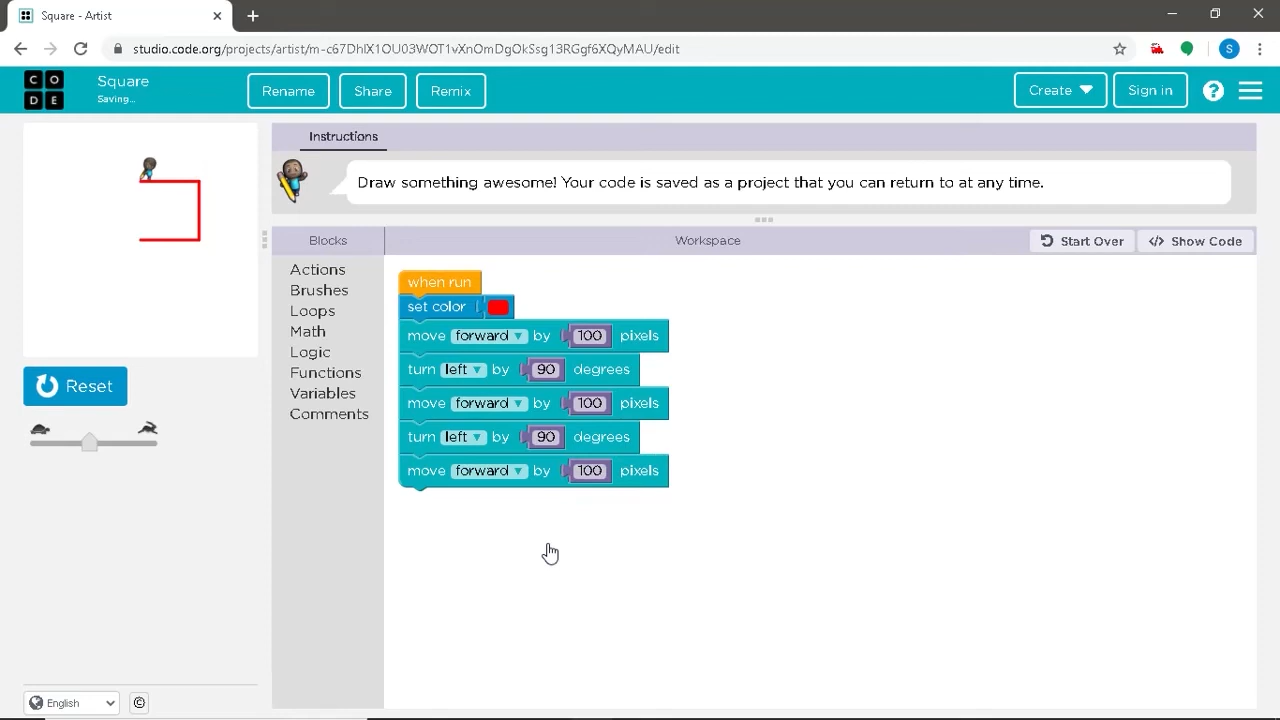 Square - Artist
studio.code.org/projects/artist/m-c67DhlX1OU03WOT1vXnOmDgOkSsg13RGgf6XQyMAU/edit
S
CO
DE
Square
Saving...
Rename
Share
Remix
Create
Sign in
?
Instructions
Draw something awesome! Your code is saved as a project that you can return to at any time.
Blocks
Workspace
Start Over
</> Show Code
Actions
Brushes
Loops
Math
Logic
Functions
Variables
Comments
when run
set color
move forward by 100 pixels
turn left by 90 degrees
move forward by 100 pixels
turn left by 90 degrees
move forward by 100 pixels
Reset
English
©